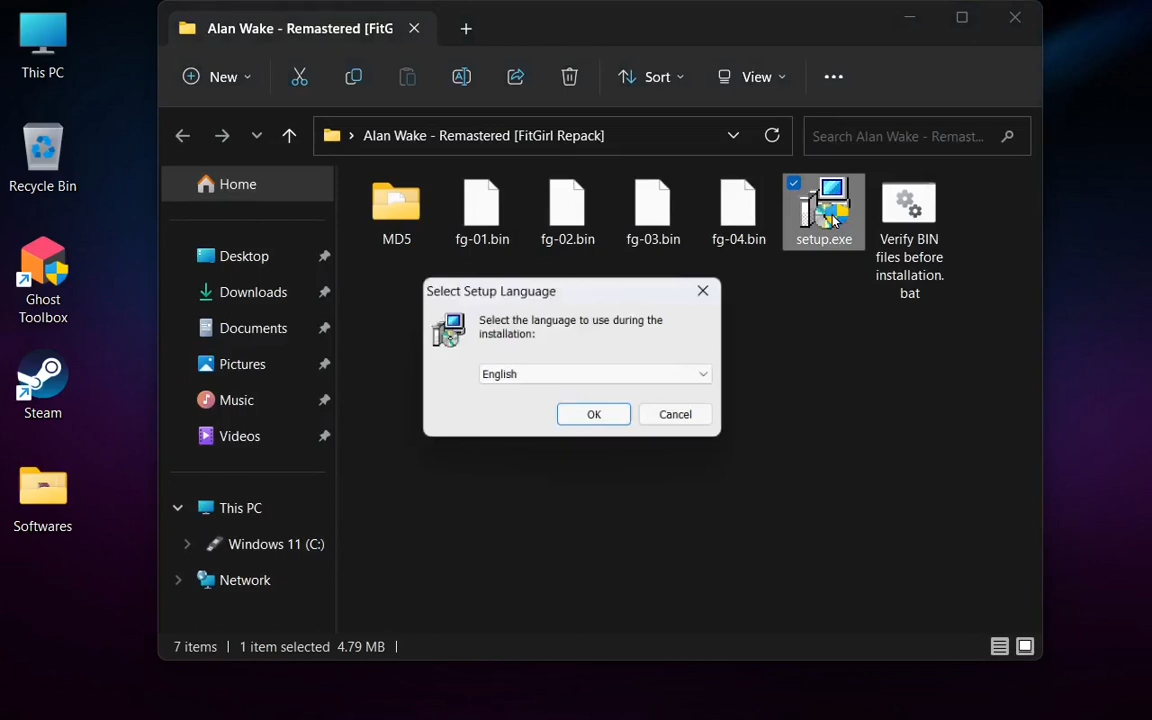 This PC
Recycle Bin
Ghost
Toolbox
Steam
Softwares
Alan Wake - Remastered [FitG
New
Sort
View
Alan Wake - Remastered [FitGirl Repack]
Search Alan Wake - Remast...
Home
Desktop
Downloads
Documents
Pictures
Music
Videos
This PC
Windows 11 (C:)
Network
MD5
fg-01.bin
fg-02.bin
fg-03.bin
fg-04.bin
setup.exe
Verify BIN
files before
installation.
bat
Select Setup Language
Select the language to use during the
installation:
English
OK
Cancel
7 items
1 item selected 4.79 MB